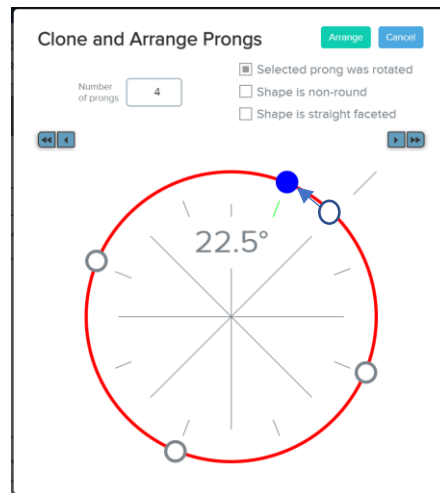 Clone and Arrange Prongs
Arrange
Cancel
Number
of prongs
4
Selected prong was rotated
Shape is non-round
Shape is straight faceted
22.5°